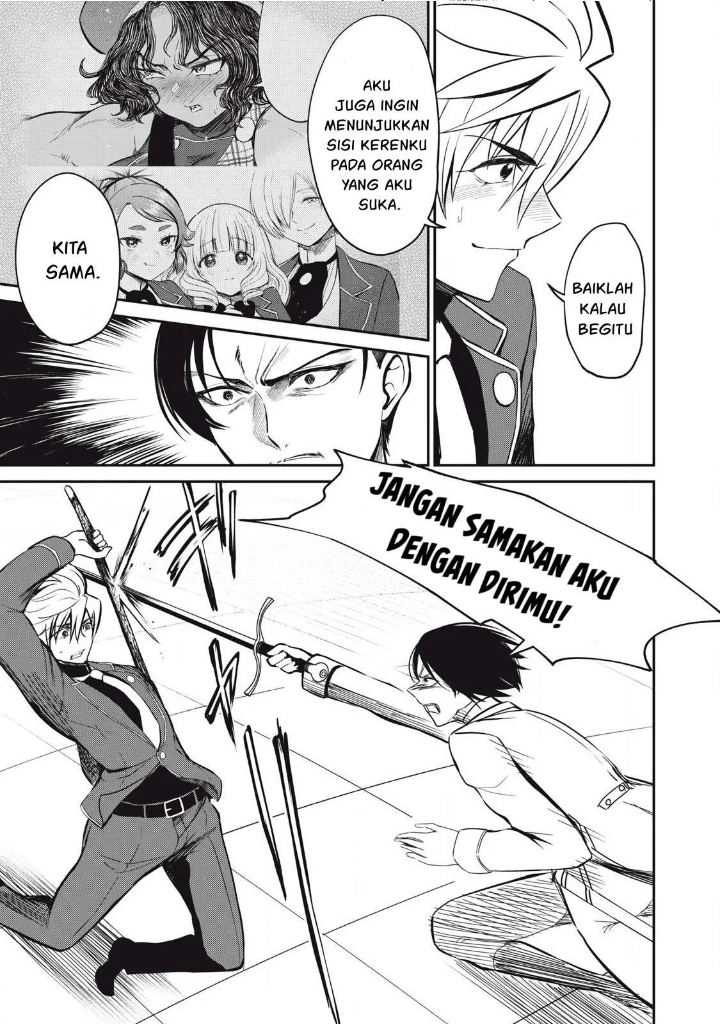 BAIKLAH
KALAU
BEGITU
AKU
JUGA INGIN
MENUNJUKKAN
SISI KERENKU
PADA ORANG
YANG AKU
SUKA.
KITA
SAMA.
JANGAN SAMAKAN AKU
DENGAN DIRIMU!